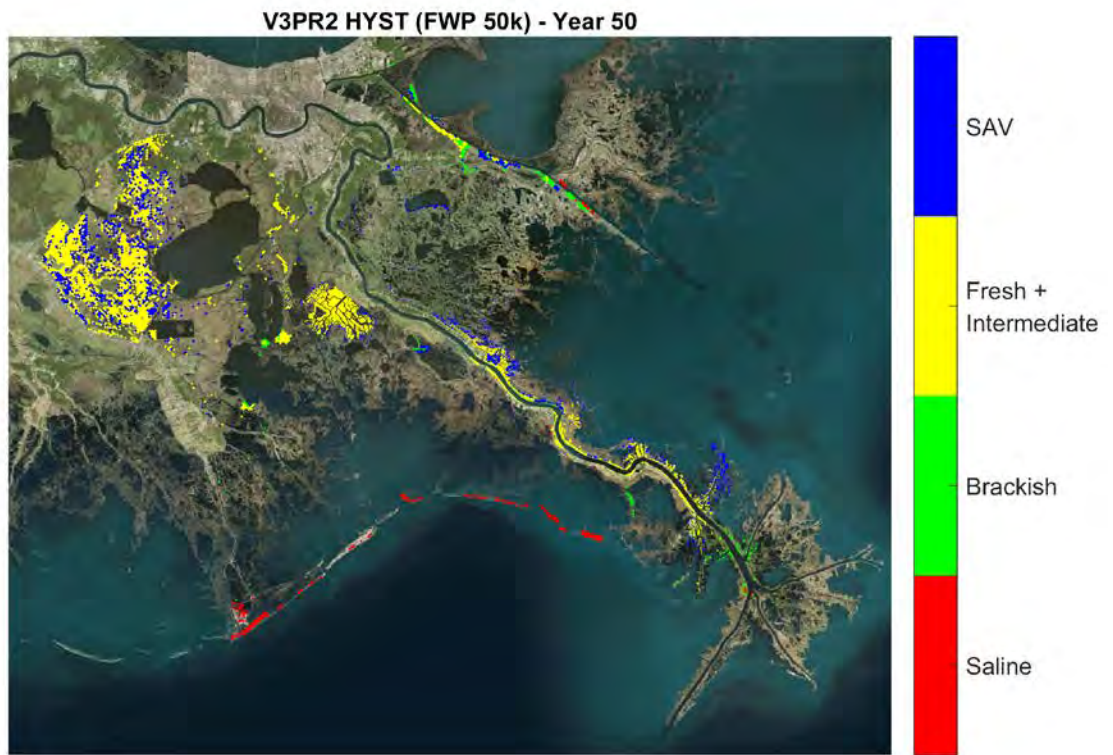 V3PR2 HYST (FWP 50k) - Year 50
SAV
Fresh +
Intermediate
Brackish
Saline